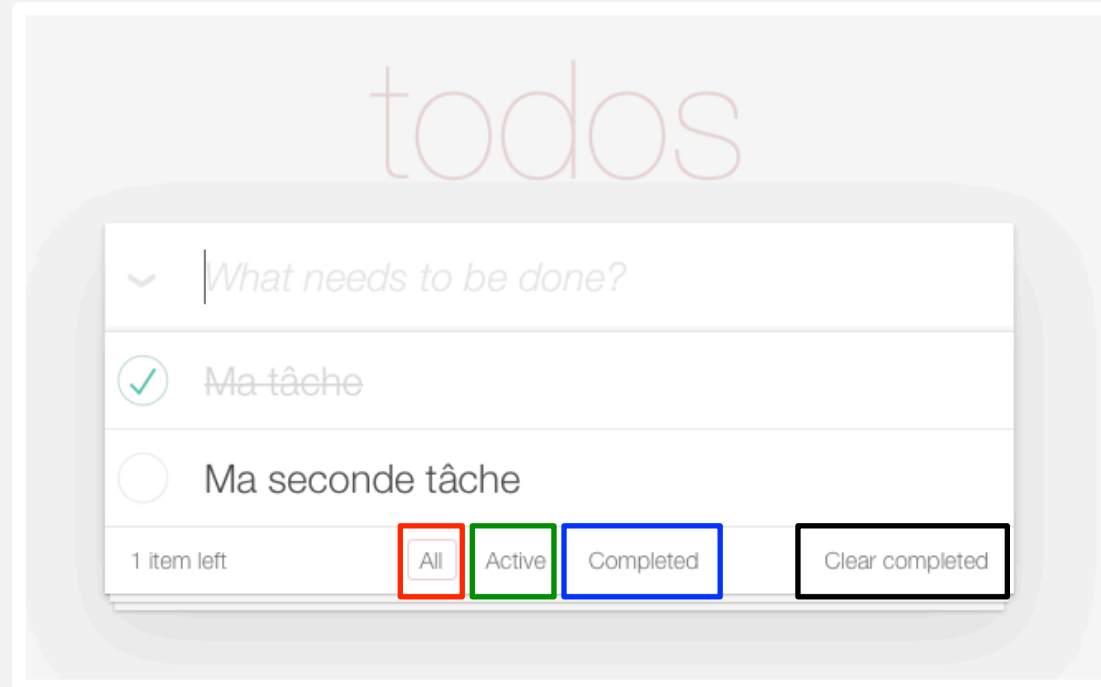 todos
What needs to be done?
Ma tâche
Ma seconde tâche
1 item left All Active Completed Clear completed